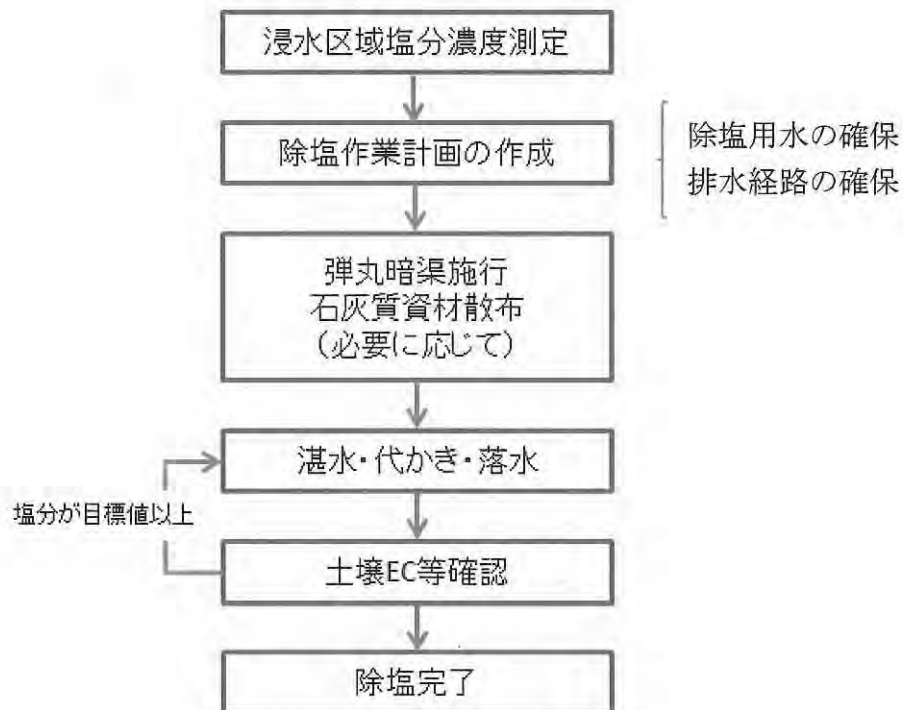 浸水区域塩分濃度測定
除塩作業計画の作成
除塩用水の確保
排水経路の確保
弾丸暗渠施行
石灰質資材散布
（必要に応じて）
湛水・代かき・落水
塩分が目標値以上
土壌EC等確認
除塩完了